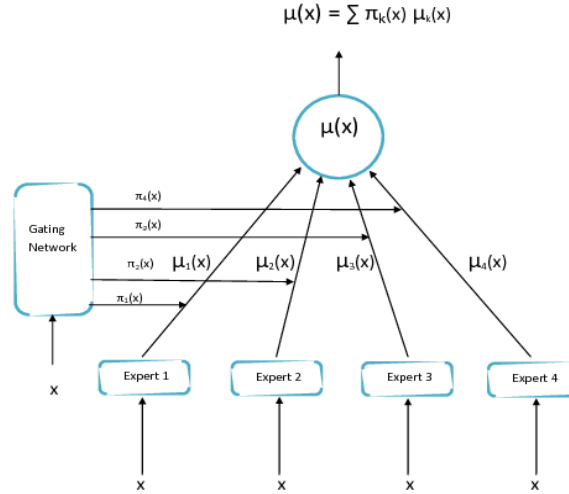 μ(x) = ∑ πk(x) μk(x)
μ(x)
π₄(x)
π₃(x)
Gating
Network
π₂(x)
μ₁(x)
μ₂(x)
μ₃(x)
μ₄(x)
π₁(x)
Expert 1
Expert 2
Expert 3
Expert 4
x
x
x
x
x